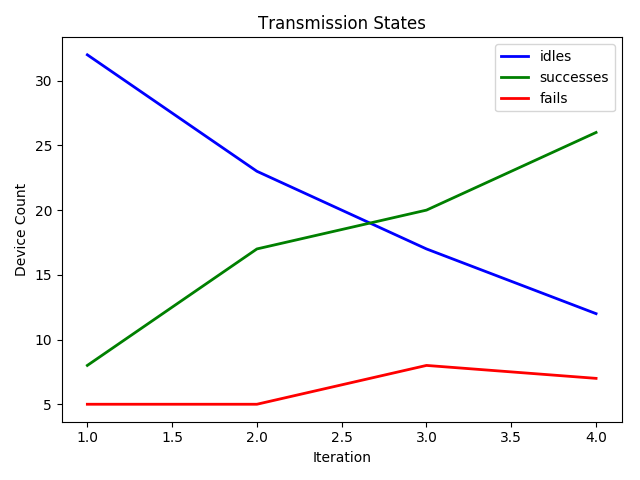 Transmission States
idles
successes
fails
Device Count
30
25
20
15
10
5
1.0 1.5 2.0 2.5 3.0 3.5 4.0
Iteration